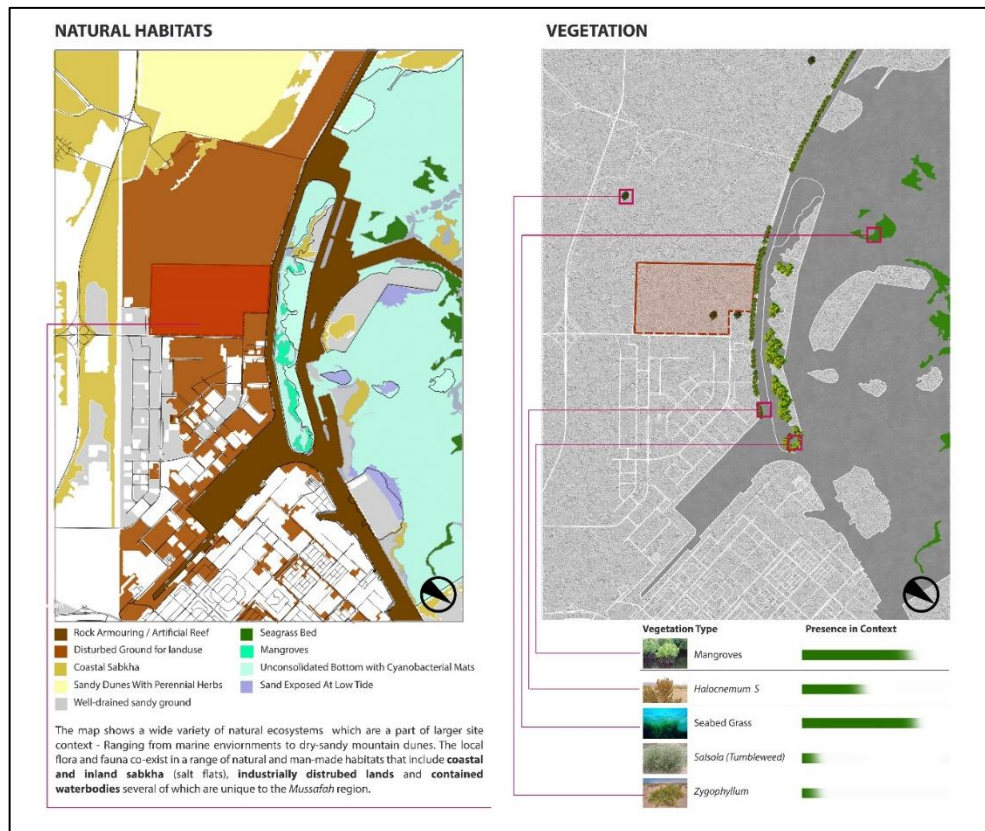 NATURAL HABITATS
Rock Armouring / Artificial Reef
Disturbed Ground for landuse
Coastal Sabkha
Sandy Dunes With Perennial Herbs
Well-drained sandy ground
Seagrass Bed
Mangroves
Unconsolidated Bottom with Cyanobacterial Mats
Sand Exposed At Low Tide
The map shows a wide variety of natural ecosystems which are a part of larger site
context - Ranging from marine enviornments to dry-sandy mountain dunes. The local
flora and fauna co-exist in a range of natural and man-made habitats that include coastal
and inland sabkha (salt flats), industrially distrubed lands and contained
waterbodies several of which are unique to the Mussafah region.
VEGETATION
Vegetation Type Presence in Context
Mangroves
Halocnemum S
Seabed Grass
Salsola (Tumbleweed)
Zygophyllum